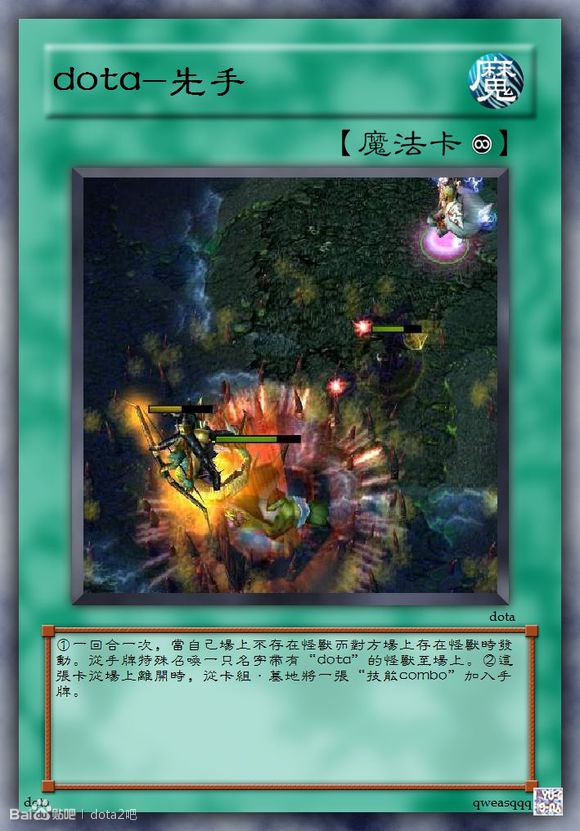 dota-先手
魔
【魔法卡♾】
dota
①一回合一次，當自己場上不存在怪獸而對方場上存在怪獸時發
動。從手牌特殊召喚一只名字帶有“dota”的怪獸至場上。②這
張卡從場上離開時，從卡組·墓地將一張“技能combo”加入手
牌。
dota
qweasqqq
Bai 贴吧 | dota2吧